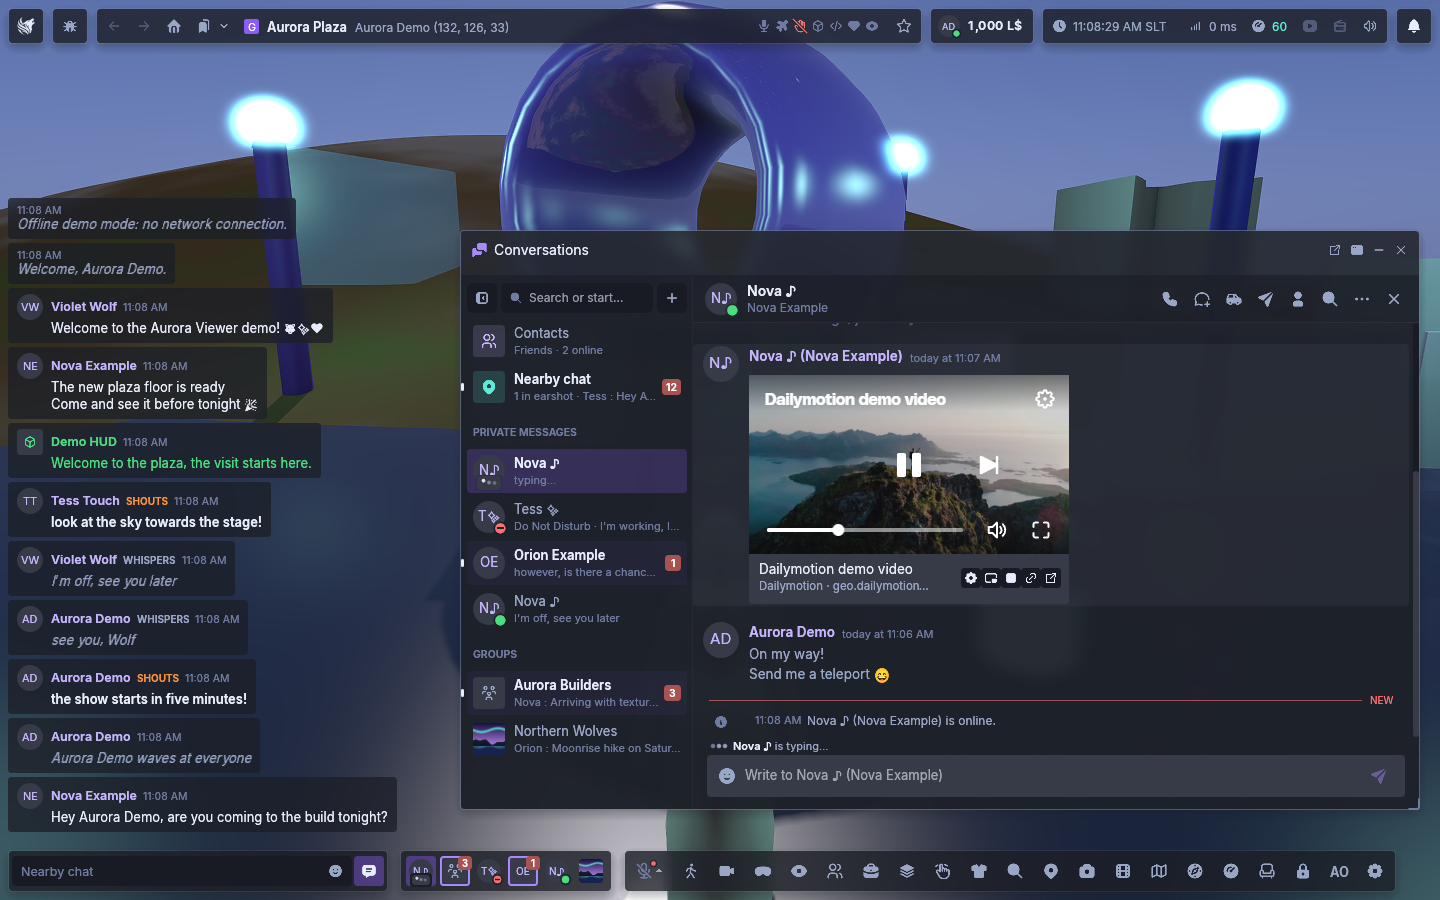 Aurora Plaza
Aurora Demo (132, 126, 33)
AD
1,000 L$
11:08:29 AM SLT
0 ms
60
11:08 AM
Offline demo mode: no network connection.
11:08 AM
Welcome, Aurora Demo.
VW
Violet Wolf 11:08 AM
Welcome to the Aurora Viewer demo!
NE
Nova Example 11:08 AM
The new plaza floor is ready
Come and see it before tonight
Demo HUD 11:08 AM
Welcome to the plaza, the visit starts here.
TT
Tess Touch SHOUTS 11:08 AM
look at the sky towards the stage!
VW
Violet Wolf WHISPERS 11:08 AM
I'm off, see you later
AD
Aurora Demo WHISPERS 11:08 AM
see you, Wolf
AD
Aurora Demo SHOUTS 11:08 AM
the show starts in five minutes!
AD
Aurora Demo 11:08 AM
Aurora Demo waves at everyone
NE
Nova Example 11:08 AM
Hey Aurora Demo, are you coming to the build tonight?
Conversations
Search or start...
Contacts
Friends · 2 online
Nearby chat
1 in earshot · Tess : Hey A...
12
PRIVATE MESSAGES
N♪
Nova ♪
typing...
T
Tess
Do Not Disturb · I'm working, I...
OE
Orion Example
however, is there a chanc...
1
N♪
Nova ♪
I'm off, see you later
GROUPS
Aurora Builders
Nova : Arriving with textur...
3
Northern Wolves
Orion : Moonrise hike on Satur...
N♪
Nova ♪
Nova Example
N♪
Nova ♪ (Nova Example) today at 11:07 AM
Dailymotion demo video
Dailymotion demo video
Dailymotion · geo.dailymotion...
AD
Aurora Demo today at 11:06 AM
On my way!
Send me a teleport 😄
NEW
11:08 AM Nova ♪ (Nova Example) is online.
Nova ♪ is typing...
Write to Nova ♪ (Nova Example)
Nearby chat
N♪
3
T
OE
1
N♪
AO